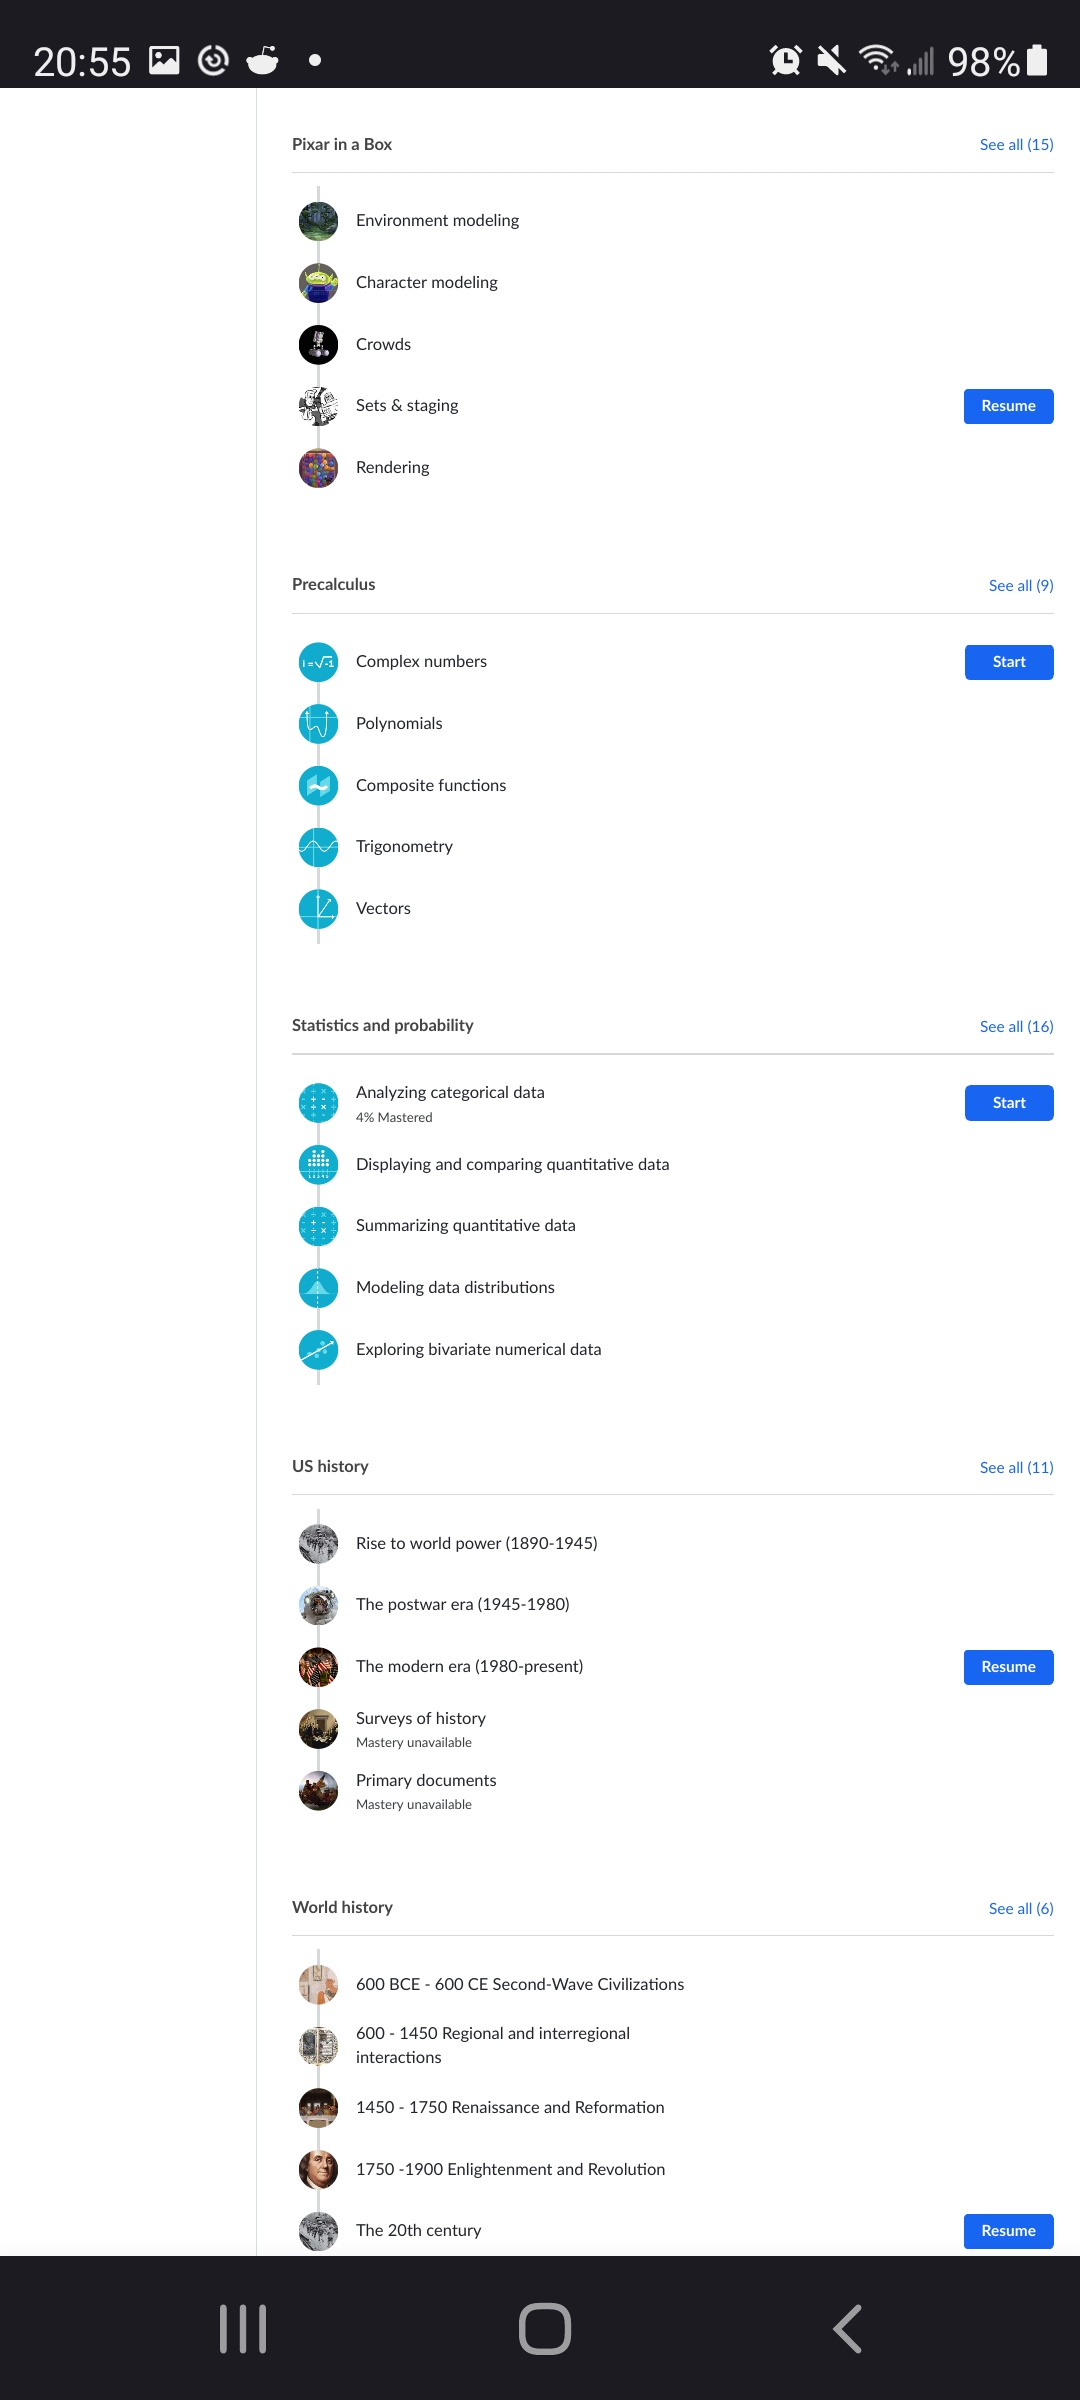 20:55
98%
Pixar in a Box
See all (15)
Environment modeling
Character modeling
Crowds
Sets & staging
Resume
Rendering
Precalculus
See all (9)
i = √-1
Complex numbers
Start
Polynomials
Composite functions
Trigonometry
Vectors
Statistics and probability
See all (16)
Analyzing categorical data
4% Mastered
Start
Displaying and comparing quantitative data
Summarizing quantitative data
Modeling data distributions
Exploring bivariate numerical data
US history
See all (11)
Rise to world power (1890-1945)
The postwar era (1945-1980)
The modern era (1980-present)
Resume
Surveys of history
Mastery unavailable
Primary documents
Mastery unavailable
World history
See all (6)
600 BCE - 600 CE Second-Wave Civilizations
600 - 1450 Regional and interregional
interactions
1450 - 1750 Renaissance and Reformation
1750 -1900 Enlightenment and Revolution
The 20th century
Resume